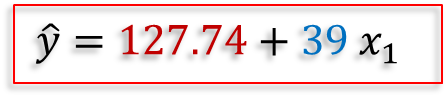 ŷ = 127.74 + 39 x₁